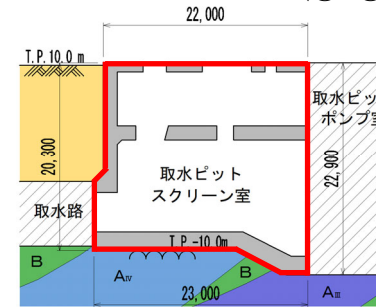 22,000
T.P.10.0 m
取水ピッ
ポンプ室
20,300
22,900
取水ピット
スクリーン室
取水路
T.P.-10.0m
B
AⅣ
B
23,000
AⅢ